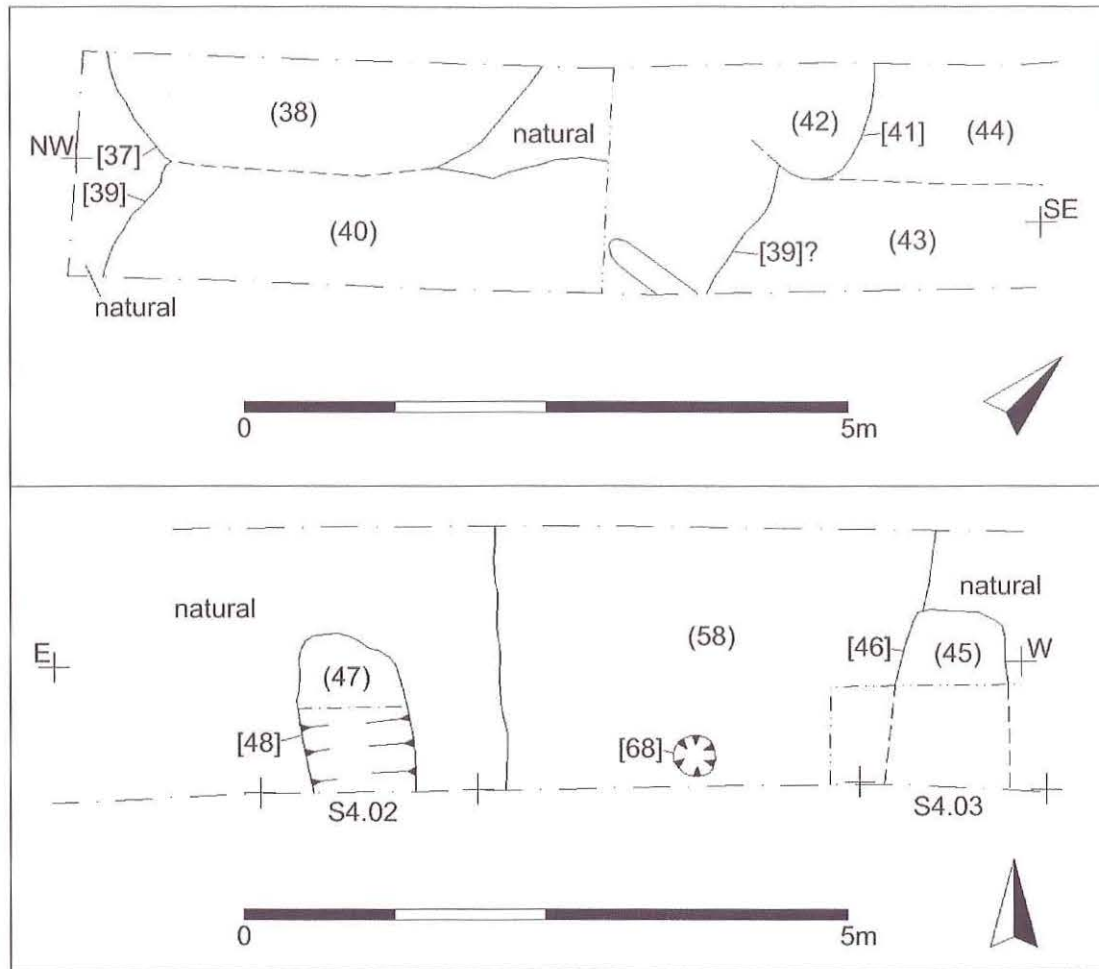 (38)
(42)
[41]
(44)
natural
NW
[37]
[39]
SE
(40)
[39]?
(43)
natural
0
5m
natural
(58)
natural
E
(47)
[46]
(45)
W
[48]
[68]
S4.02
S4.03
0
5m